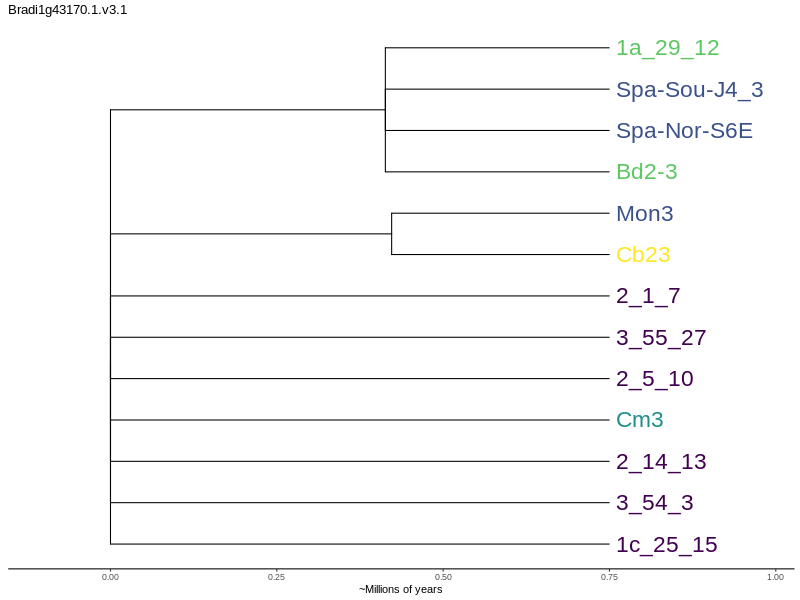 Bradi1g43170.1.v3.1
1a_29_12
Spa-Sou-J4_3
Spa-Nor-S6E
Bd2-3
Mon3
Cb23
2_1_7
3_55_27
2_5_10
Cm3
2_14_13
3_54_3
1c_25_15
0.00 0.25 0.50 0.75 1.00
~Millions of years